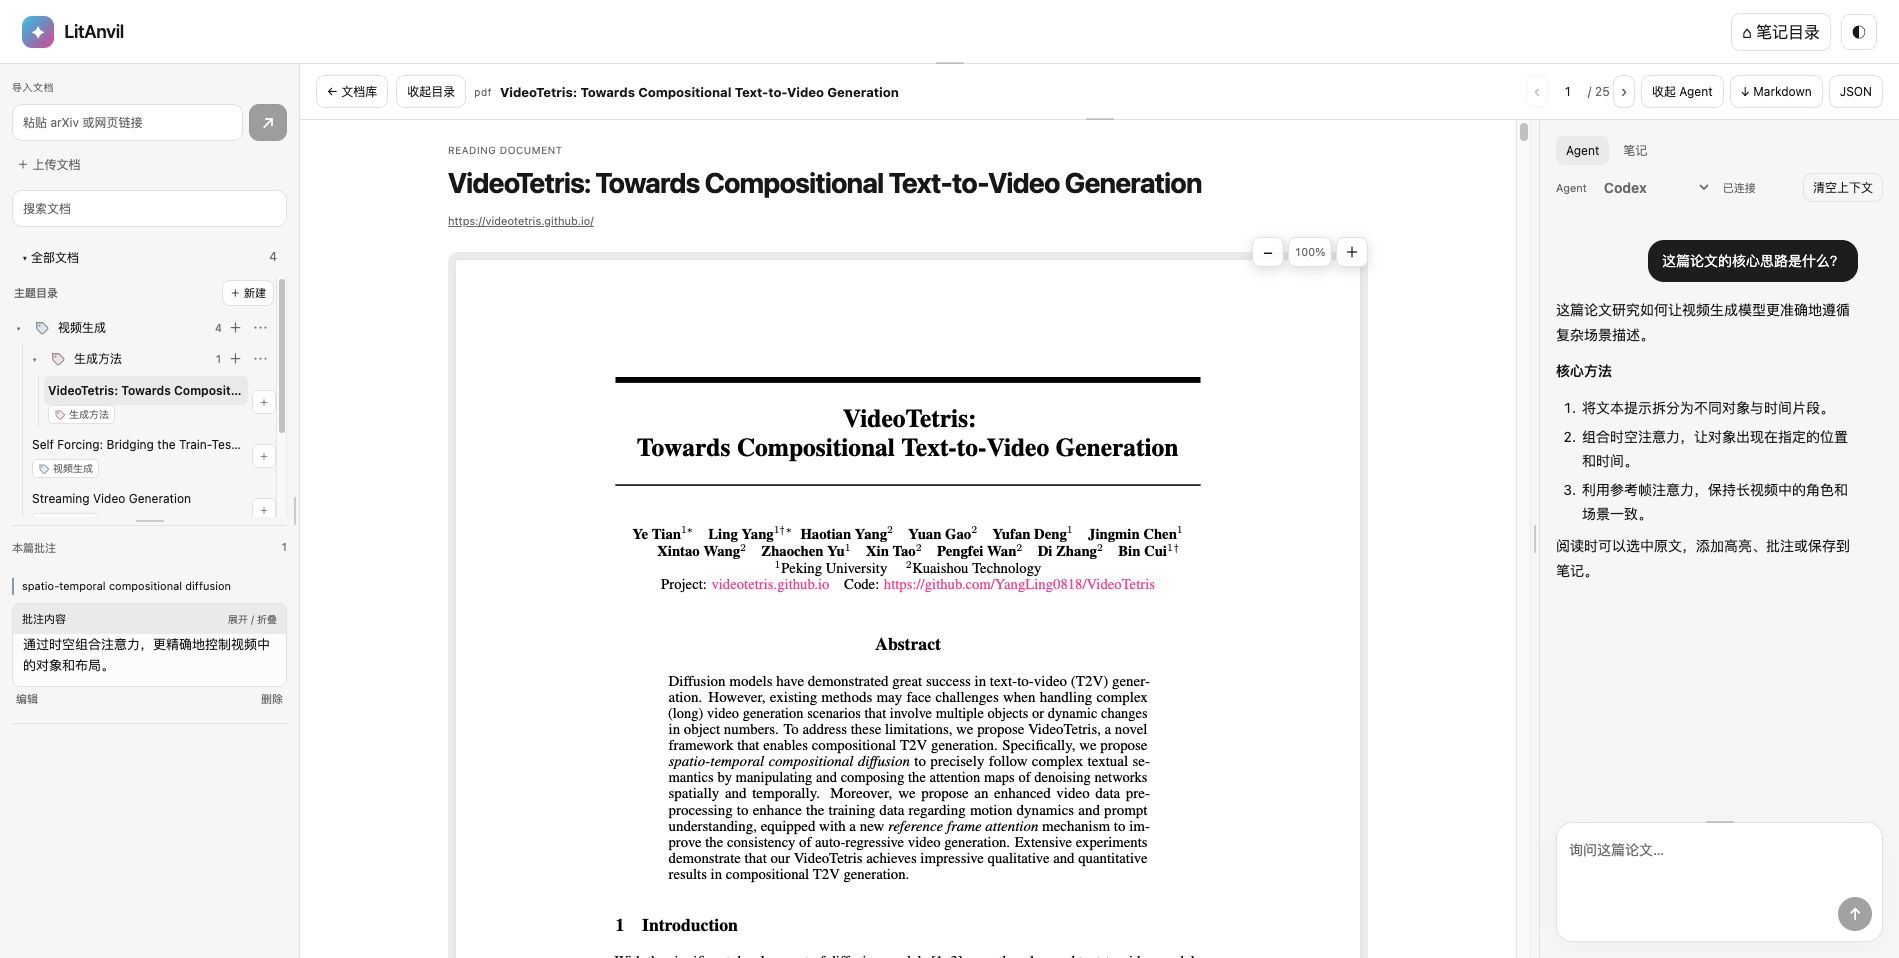 LitAnvil
⌂ 笔记目录
导入文档
粘贴 arXiv 或网页链接
+ 上传文档
搜索文档
全部文档 4
主题目录 + 新建
视频生成 4 + ···
生成方法 1 + ···
VideoTetris: Towards Composit...
生成方法
+
Self Forcing: Bridging the Train-Tes...
视频生成
+
Streaming Video Generation
+
本篇批注 1
spatio-temporal compositional diffusion
批注内容 展开 / 折叠
通过时空组合注意力，更精确地控制视频中
的对象和布局。
编辑 删除
← 文档库 收起目录 pdf VideoTetris: Towards Compositional Text-to-Video Generation
‹ 1 / 25 › 收起 Agent ↓ Markdown JSON
READING DOCUMENT
VideoTetris: Towards Compositional Text-to-Video Generation
https://videotetris.github.io/
− 100% +
VideoTetris:
Towards Compositional Text-to-Video Generation
Ye Tian1* Ling Yang1†* Haotian Yang2 Yuan Gao2 Yufan Deng1 Jingmin Chen1
Xintao Wang2 Zhaochen Yu1 Xin Tao2 Pengfei Wan2 Di Zhang2 Bin Cui1†
1Peking University 2Kuaishou Technology
Project: videotetris.github.io Code: https://github.com/YangLing0818/VideoTetris
Abstract
Diffusion models have demonstrated great success in text-to-video (T2V) gener-
ation. However, existing methods may face challenges when handling complex
(long) video generation scenarios that involve multiple objects or dynamic changes
in object numbers. To address these limitations, we propose VideoTetris, a novel
framework that enables compositional T2V generation. Specifically, we propose
spatio-temporal compositional diffusion to precisely follow complex textual se-
mantics by manipulating and composing the attention maps of denoising networks
spatially and temporally. Moreover, we propose an enhanced video data pre-
processing to enhance the training data regarding motion dynamics and prompt
understanding, equipped with a new reference frame attention mechanism to im-
prove the consistency of auto-regressive video generation. Extensive experiments
demonstrate that our VideoTetris achieves impressive qualitative and quantitative
results in compositional T2V generation.
1 Introduction
Agent 笔记
Agent Codex 已连接 清空上下文
这篇论文的核心思路是什么？
这篇论文研究如何让视频生成模型更准确地遵循
复杂场景描述。
核心方法
1. 将文本提示拆分为不同对象与时间片段。
2. 组合时空注意力，让对象出现在指定的位置
和时间。
3. 利用参考帧注意力，保持长视频中的角色和
场景一致。
阅读时可以选中原文，添加高亮、批注或保存到
笔记。
询问这篇论文...